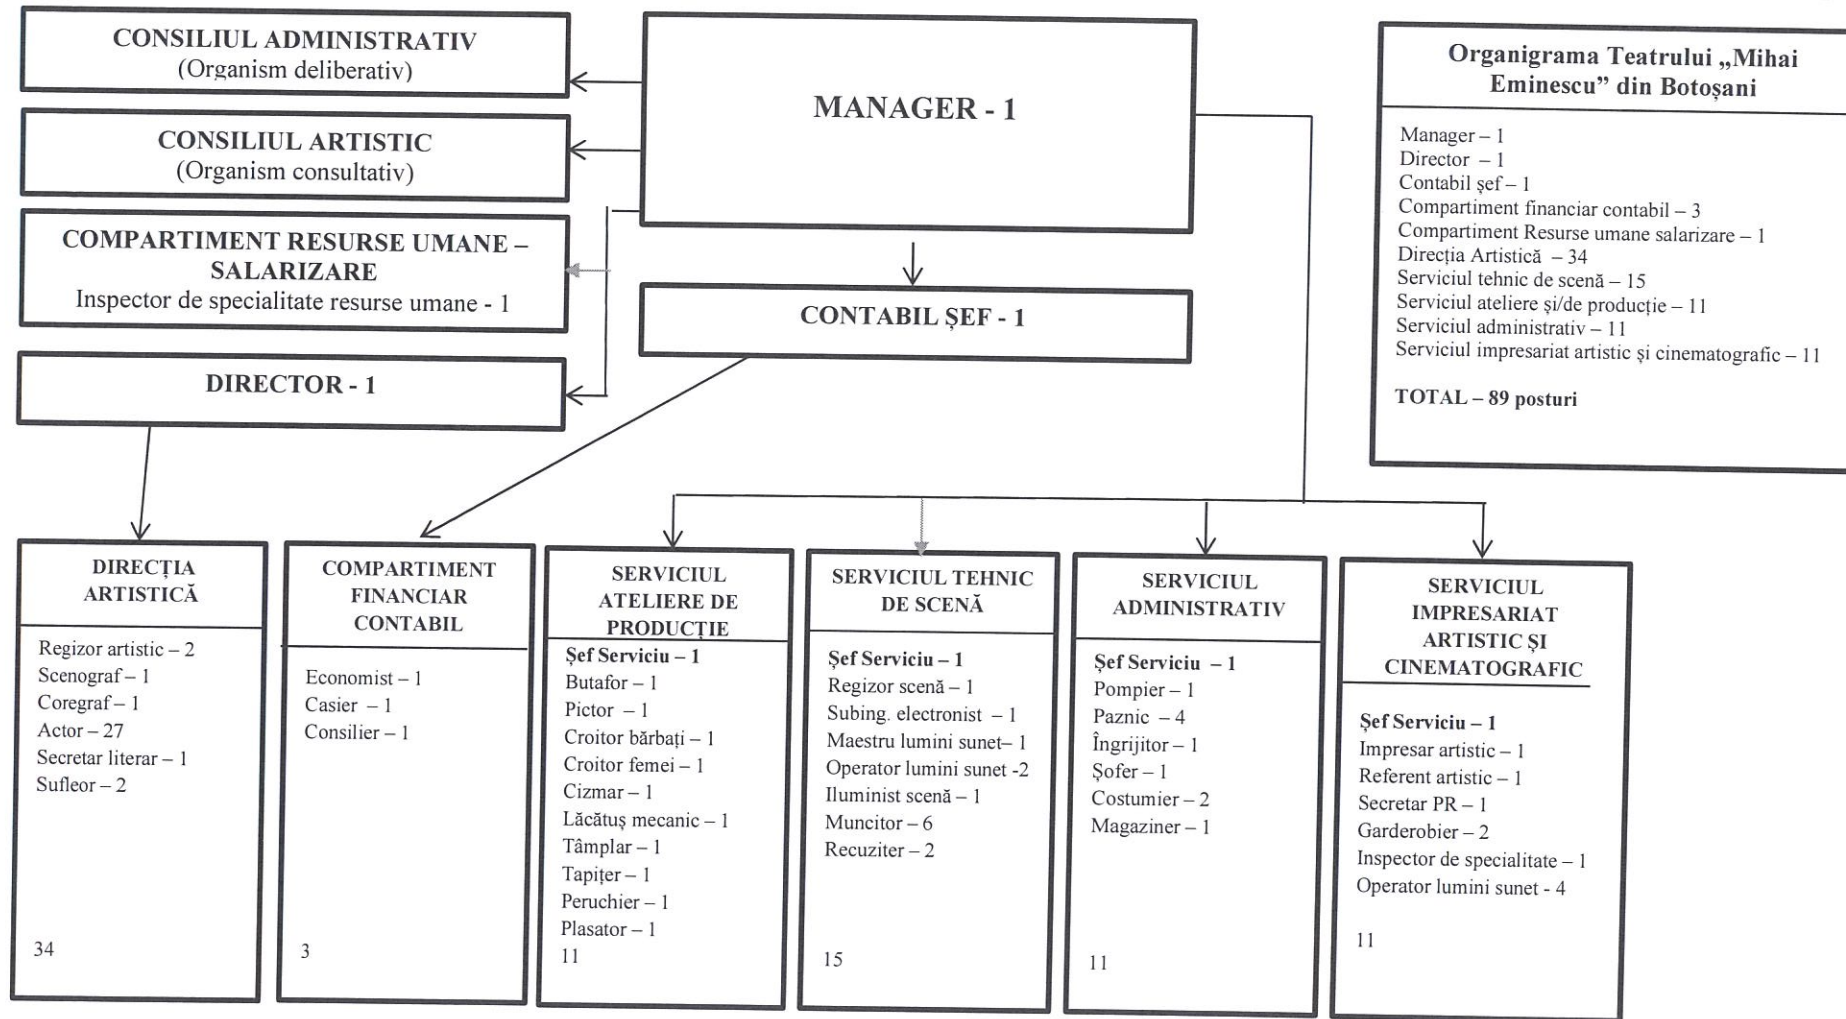 CONSILIUL ADMINISTRATIV
(Organism deliberativ)
CONSILIUL ARTISTIC
(Organism consultativ)
COMPARTIMENT RESURSE UMANE –
SALARIZARE
Inspector de specialitate resurse umane - 1
DIRECTOR - 1
MANAGER - 1
CONTABIL ȘEF - 1
Organigrama Teatrului „Mihai
Eminescu” din Botoșani
Manager – 1
Director – 1
Contabil șef – 1
Compartiment financiar contabil – 3
Compartiment Resurse umane salarizare – 1
Direcția Artistică – 34
Serviciul tehnic de scenă – 15
Serviciul ateliere și/de producție – 11
Serviciul administrativ – 11
Serviciul impresariat artistic și cinematografic – 11
TOTAL – 89 posturi
DIRECȚIA
ARTISTICĂ
Regizor artistic – 2
Scenograf – 1
Coregraf – 1
Actor – 27
Secretar literar – 1
Sufleor – 2
34
COMPARTIMENT
FINANCIAR
CONTABIL
Economist – 1
Casier – 1
Consilier – 1
3
SERVICIUL
ATELIERE DE
PRODUCȚIE
Șef Serviciu – 1
Butafor – 1
Pictor – 1
Croitor bărbați – 1
Croitor femei – 1
Cizmar – 1
Lăcătuș mecanic – 1
Tâmplar – 1
Tapițer – 1
Peruchier – 1
Plasator – 1
11
SERVICIUL TEHNIC
DE SCENĂ
Șef Serviciu – 1
Regizor scenă – 1
Subing. electronist – 1
Maestru lumini sunet– 1
Operator lumini sunet -2
Iluminist scenă – 1
Muncitor – 6
Recuziter – 2
15
SERVICIUL
ADMINISTRATIV
Șef Serviciu – 1
Pompier – 1
Paznic – 4
Îngrijitor – 1
Șofer – 1
Costumier – 2
Magaziner – 1
11
SERVICIUL
IMPRESARIAT
ARTISTIC ȘI
CINEMATOGRAFIC
Șef Serviciu – 1
Impresar artistic – 1
Referent artistic – 1
Secretar PR – 1
Garderobier – 2
Inspector de specialitate – 1
Operator lumini sunet - 4
11